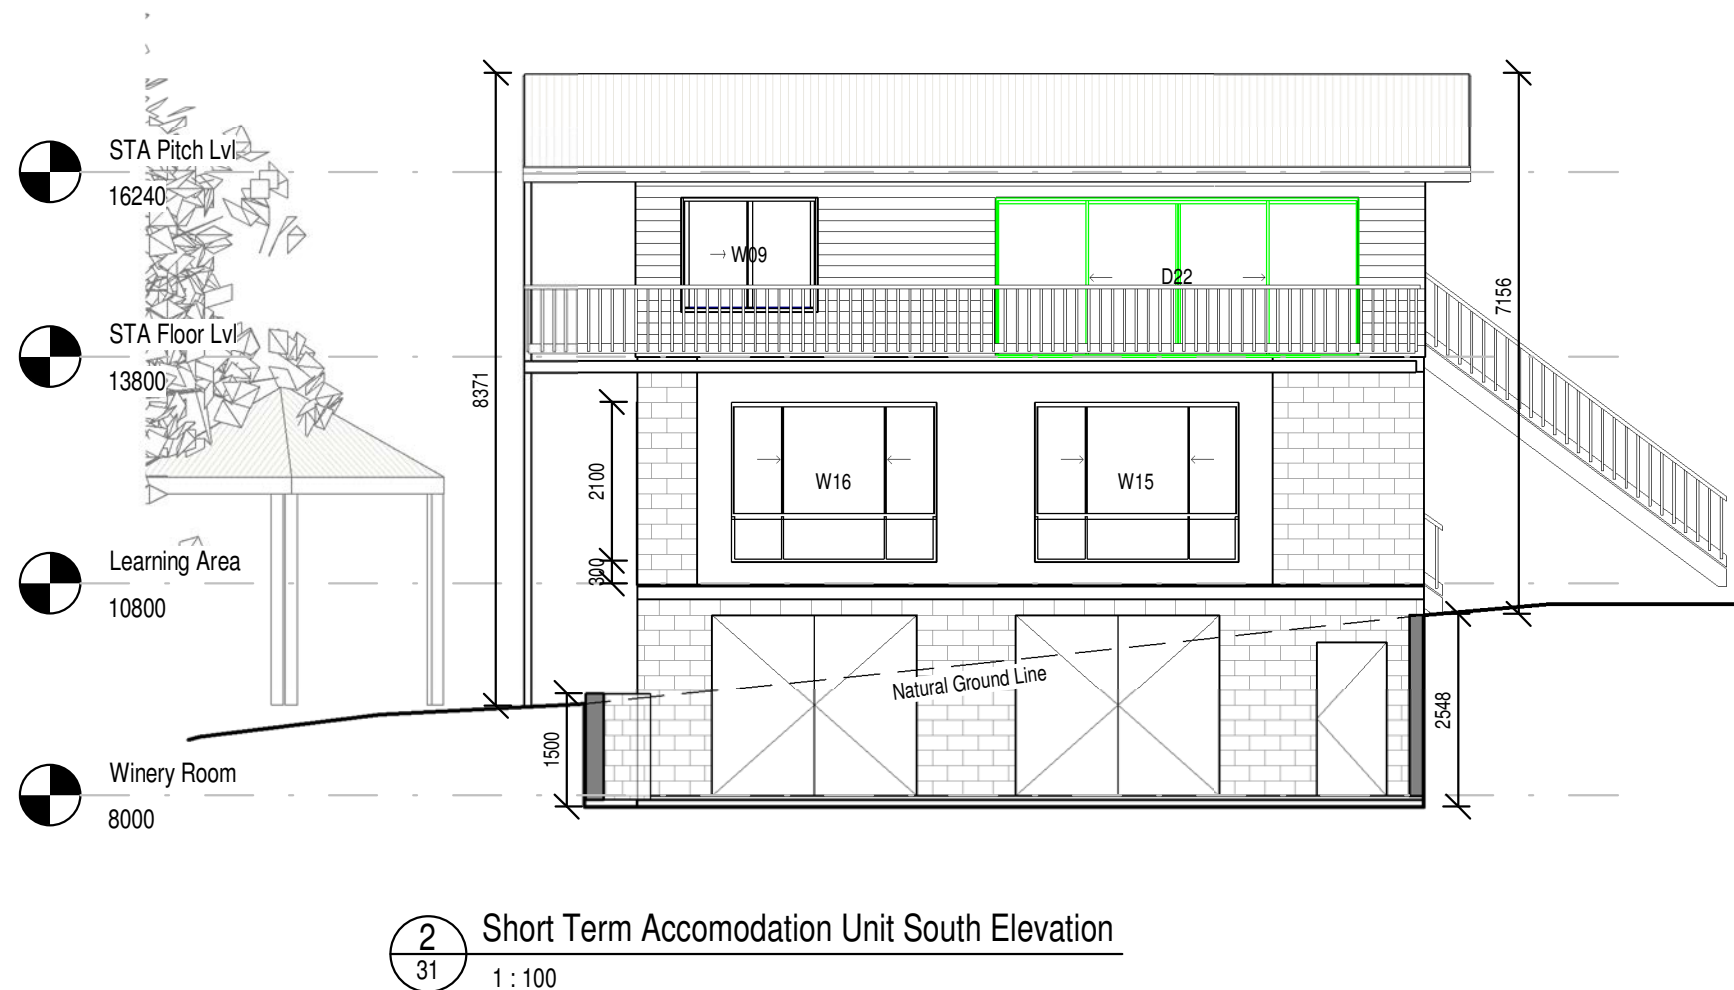 STA Pitch Lvl
16240
W09
D22
7156
STA Floor Lvl
13800
8371
2100
W16
W15
Learning Area
10800
300
Natural Ground Line
2548
1500
Winery Room
8000
2
31
Short Term Accomodation Unit South Elevation
1 : 100